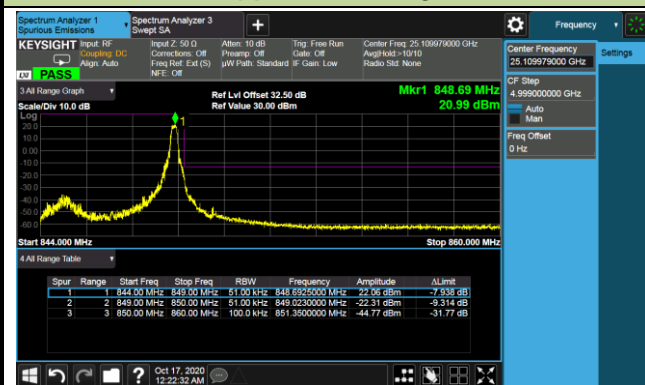 Spectrum Analyzer 1
Spurious Emissions
Spectrum Analyzer 3
Swept SA
Frequency
KEYSIGHT
Input: RF
Coupling: DC
Align: Auto
Input Z: 50 Ω
Corrections: Off
Freq Ref: Ext (S)
NFE: Off
Atten: 10 dB
Preamp: Off
µW Path: Standard
Trig: Free Run
Gate: Off
IF Gain: Low
Center Freq: 25.109979000 GHz
Avg|Hold:>10/10
Radio Std: None
LXI
PASS
Center Frequency
25.109979000 GHz
Settings
CF Step
4.999000000 GHz
Auto
Man
Freq Offset
0 Hz
3 All Range Graph
Scale/Div 10.0 dB
Ref Lvl Offset 32.50 dB
Ref Value 30.00 dBm
Mkr1 848.69 MHz
20.99 dBm
Log
1
20.0
10.0
0.00
-10.0
-20.0
-30.0
-40.0
-50.0
-60.0
Start 844.000 MHz
Stop 860.000 MHz
4 All Range Table
Spur Range Start Freq Stop Freq RBW Frequency Amplitude ΔLimit
1 1 844.00 MHz 849.00 MHz 51.00 kHz 848.6925000 MHz 22.06 dBm -7.938 dB
2 2 849.00 MHz 850.00 MHz 51.00 kHz 849.0230000 MHz -22.31 dBm -9.314 dB
3 3 850.00 MHz 860.00 MHz 100.0 kHz 851.3500000 MHz -44.77 dBm -31.77 dB
?
Oct 17, 2020
12:22:32 AM